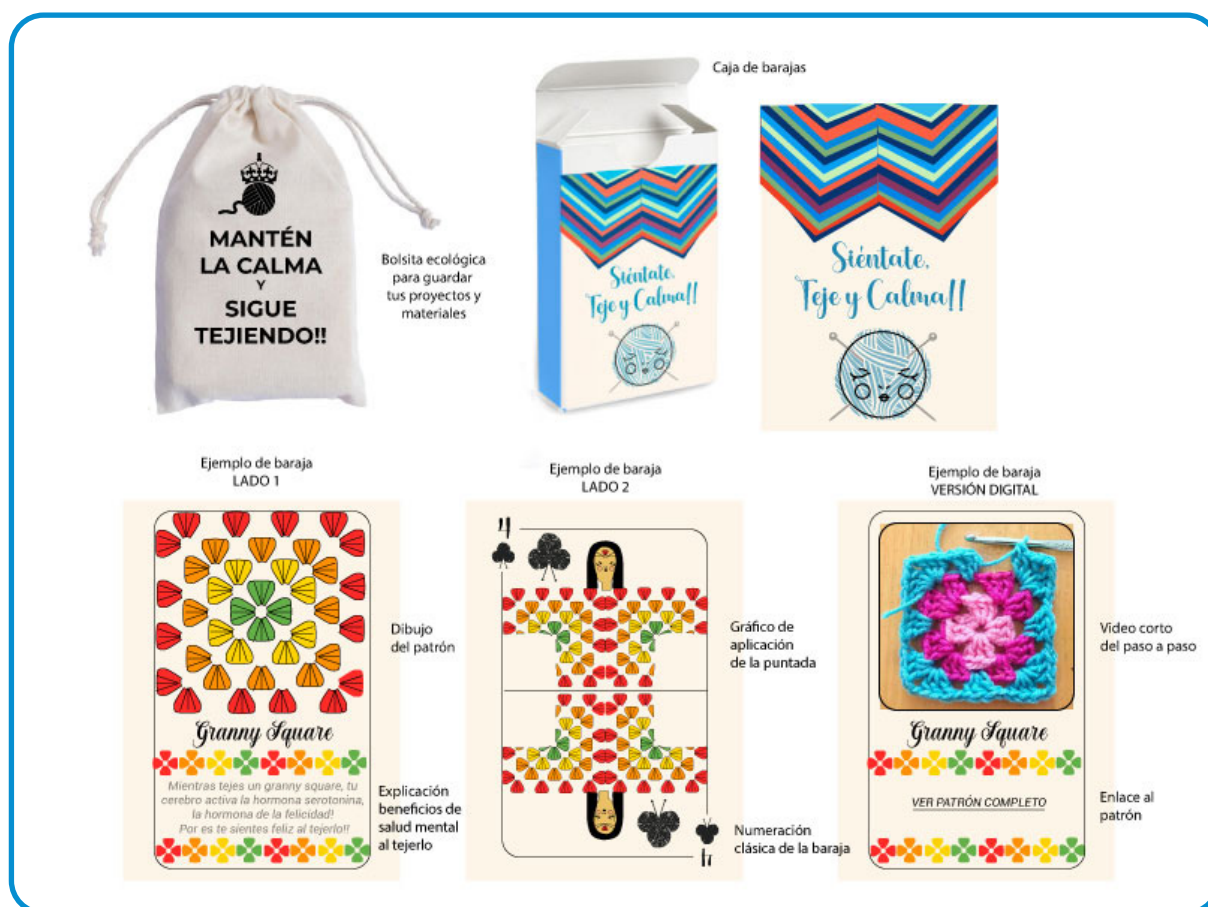 MANTÉN
LA CALMA
Y
SIGUE
TEJIENDO!!
Bolsita ecológica
para guardar
tus proyectos y
materiales
Caja de barajas
Siéntate,
Teje y Calma!!
Siéntate,
Teje y Calma!!
Ejemplo de baraja
LADO 1
Granny Square
Mientras tejes un granny square, tu
cerebro activa la hormona serotonina,
la hormona de la felicidad!
Por es te sientes feliz al tejerlo!!
Dibujo
del patrón
Explicación
beneficios de
salud mental
al tejerlo
Ejemplo de baraja
LADO 2
4
4
Gráfico de
aplicación
de la puntada
Numeración
clásica de la baraja
Ejemplo de baraja
VERSIÓN DIGITAL
Granny Square
VER PATRÓN COMPLETO
Video corto
del paso a paso
Enlace al
patrón